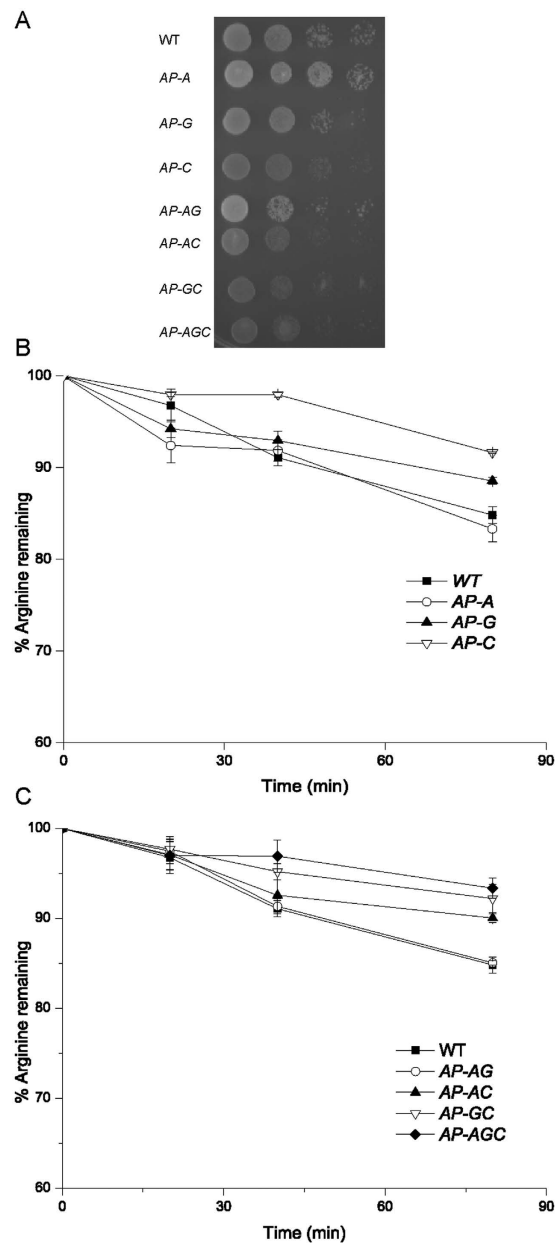 A
WT
AP-A
AP-G
AP-C
AP-AG
AP-AC
AP-GC
AP-AGC
B
100
90
80
70
60
% Arginine remaining
WT
AP-A
AP-G
AP-C
0
30
60
90
Time (min)
C
100
90
80
70
60
% Arginine remaining
WT
AP-AG
AP-AC
AP-GC
AP-AGC
0
30
60
90
Time (min)